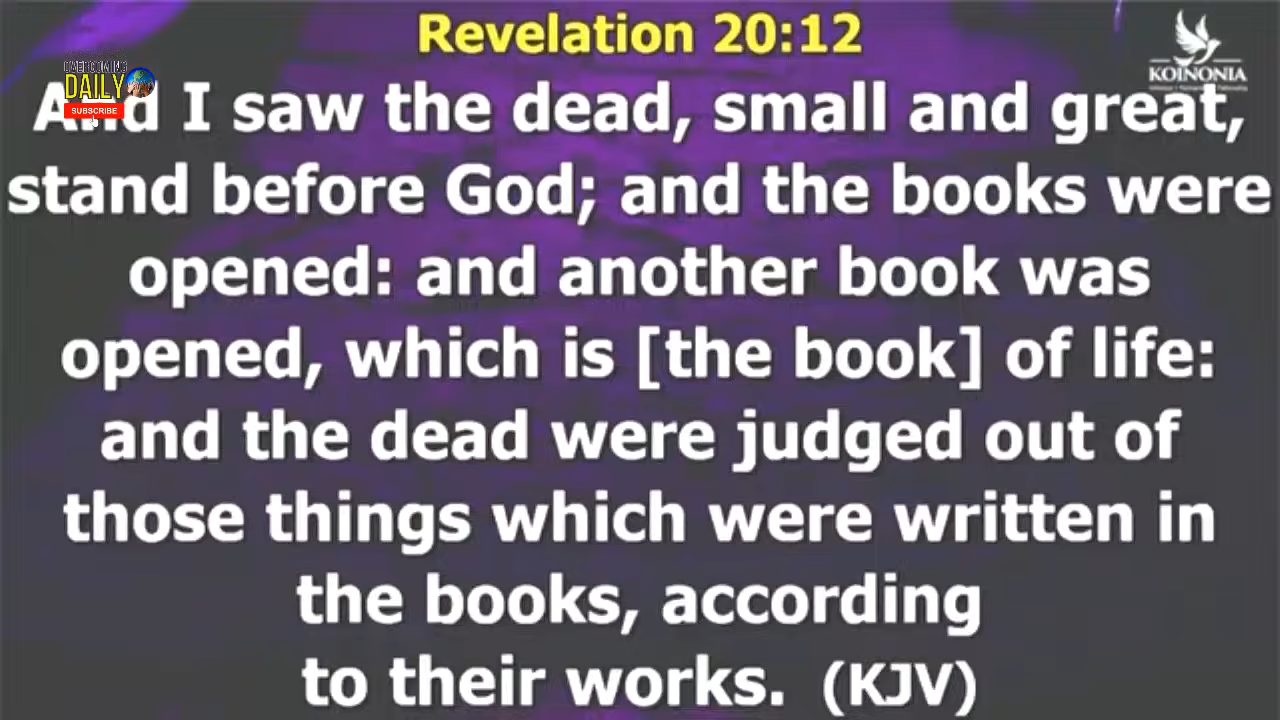 Revelation 20:12
KOINONIA
OVERCOMING
DAILY
SUBSCRIBE
And I saw the dead, small and great,
stand before God; and the books were
opened: and another book was
opened, which is [the book] of life:
and the dead were judged out of
those things which were written in
the books, according
to their works. (KJV)